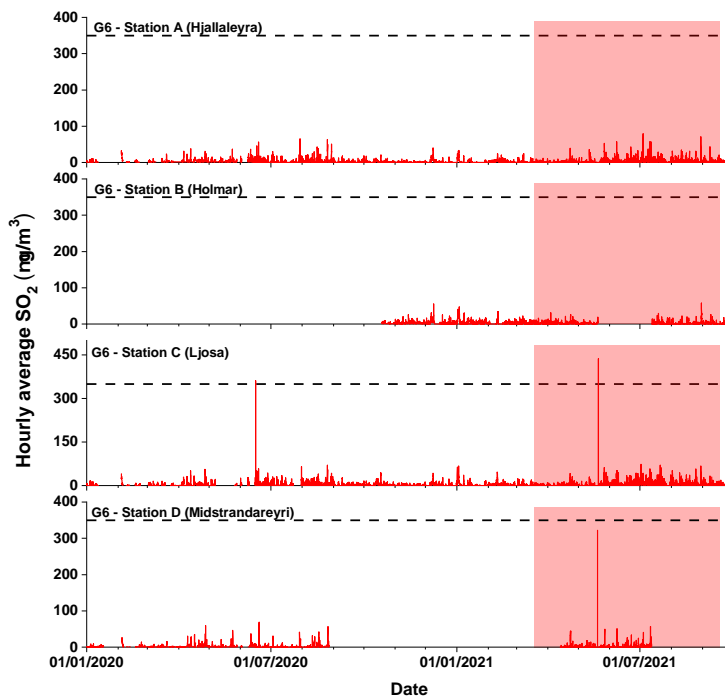 Hourly average SO₂
G6 - Station A (Hjallaleyra)
400
300
200
100
0
G6 - Station B (Holmar)
400
300
200
100
0
G6 - Station C (Ljosa)
450
300
150
0
G6 - Station D (Midstrandareyri)
400
300
200
100
0
01/01/2020 01/07/2020 01/01/2021 01/07/2021
Date